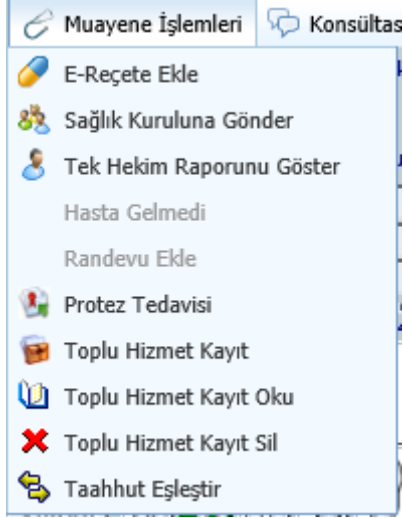 Muayene İşlemleri
E-Reçete Ekle
Sağlık Kuruluna Gönder
Tek Hekim Raporunu Göster
Hasta Gelmedi
Randevu Ekle
Protez Tedavisi
Toplu Hizmet Kayıt
Toplu Hizmet Kayıt Oku
Toplu Hizmet Kayıt Sil
Taahhut Eşleştir